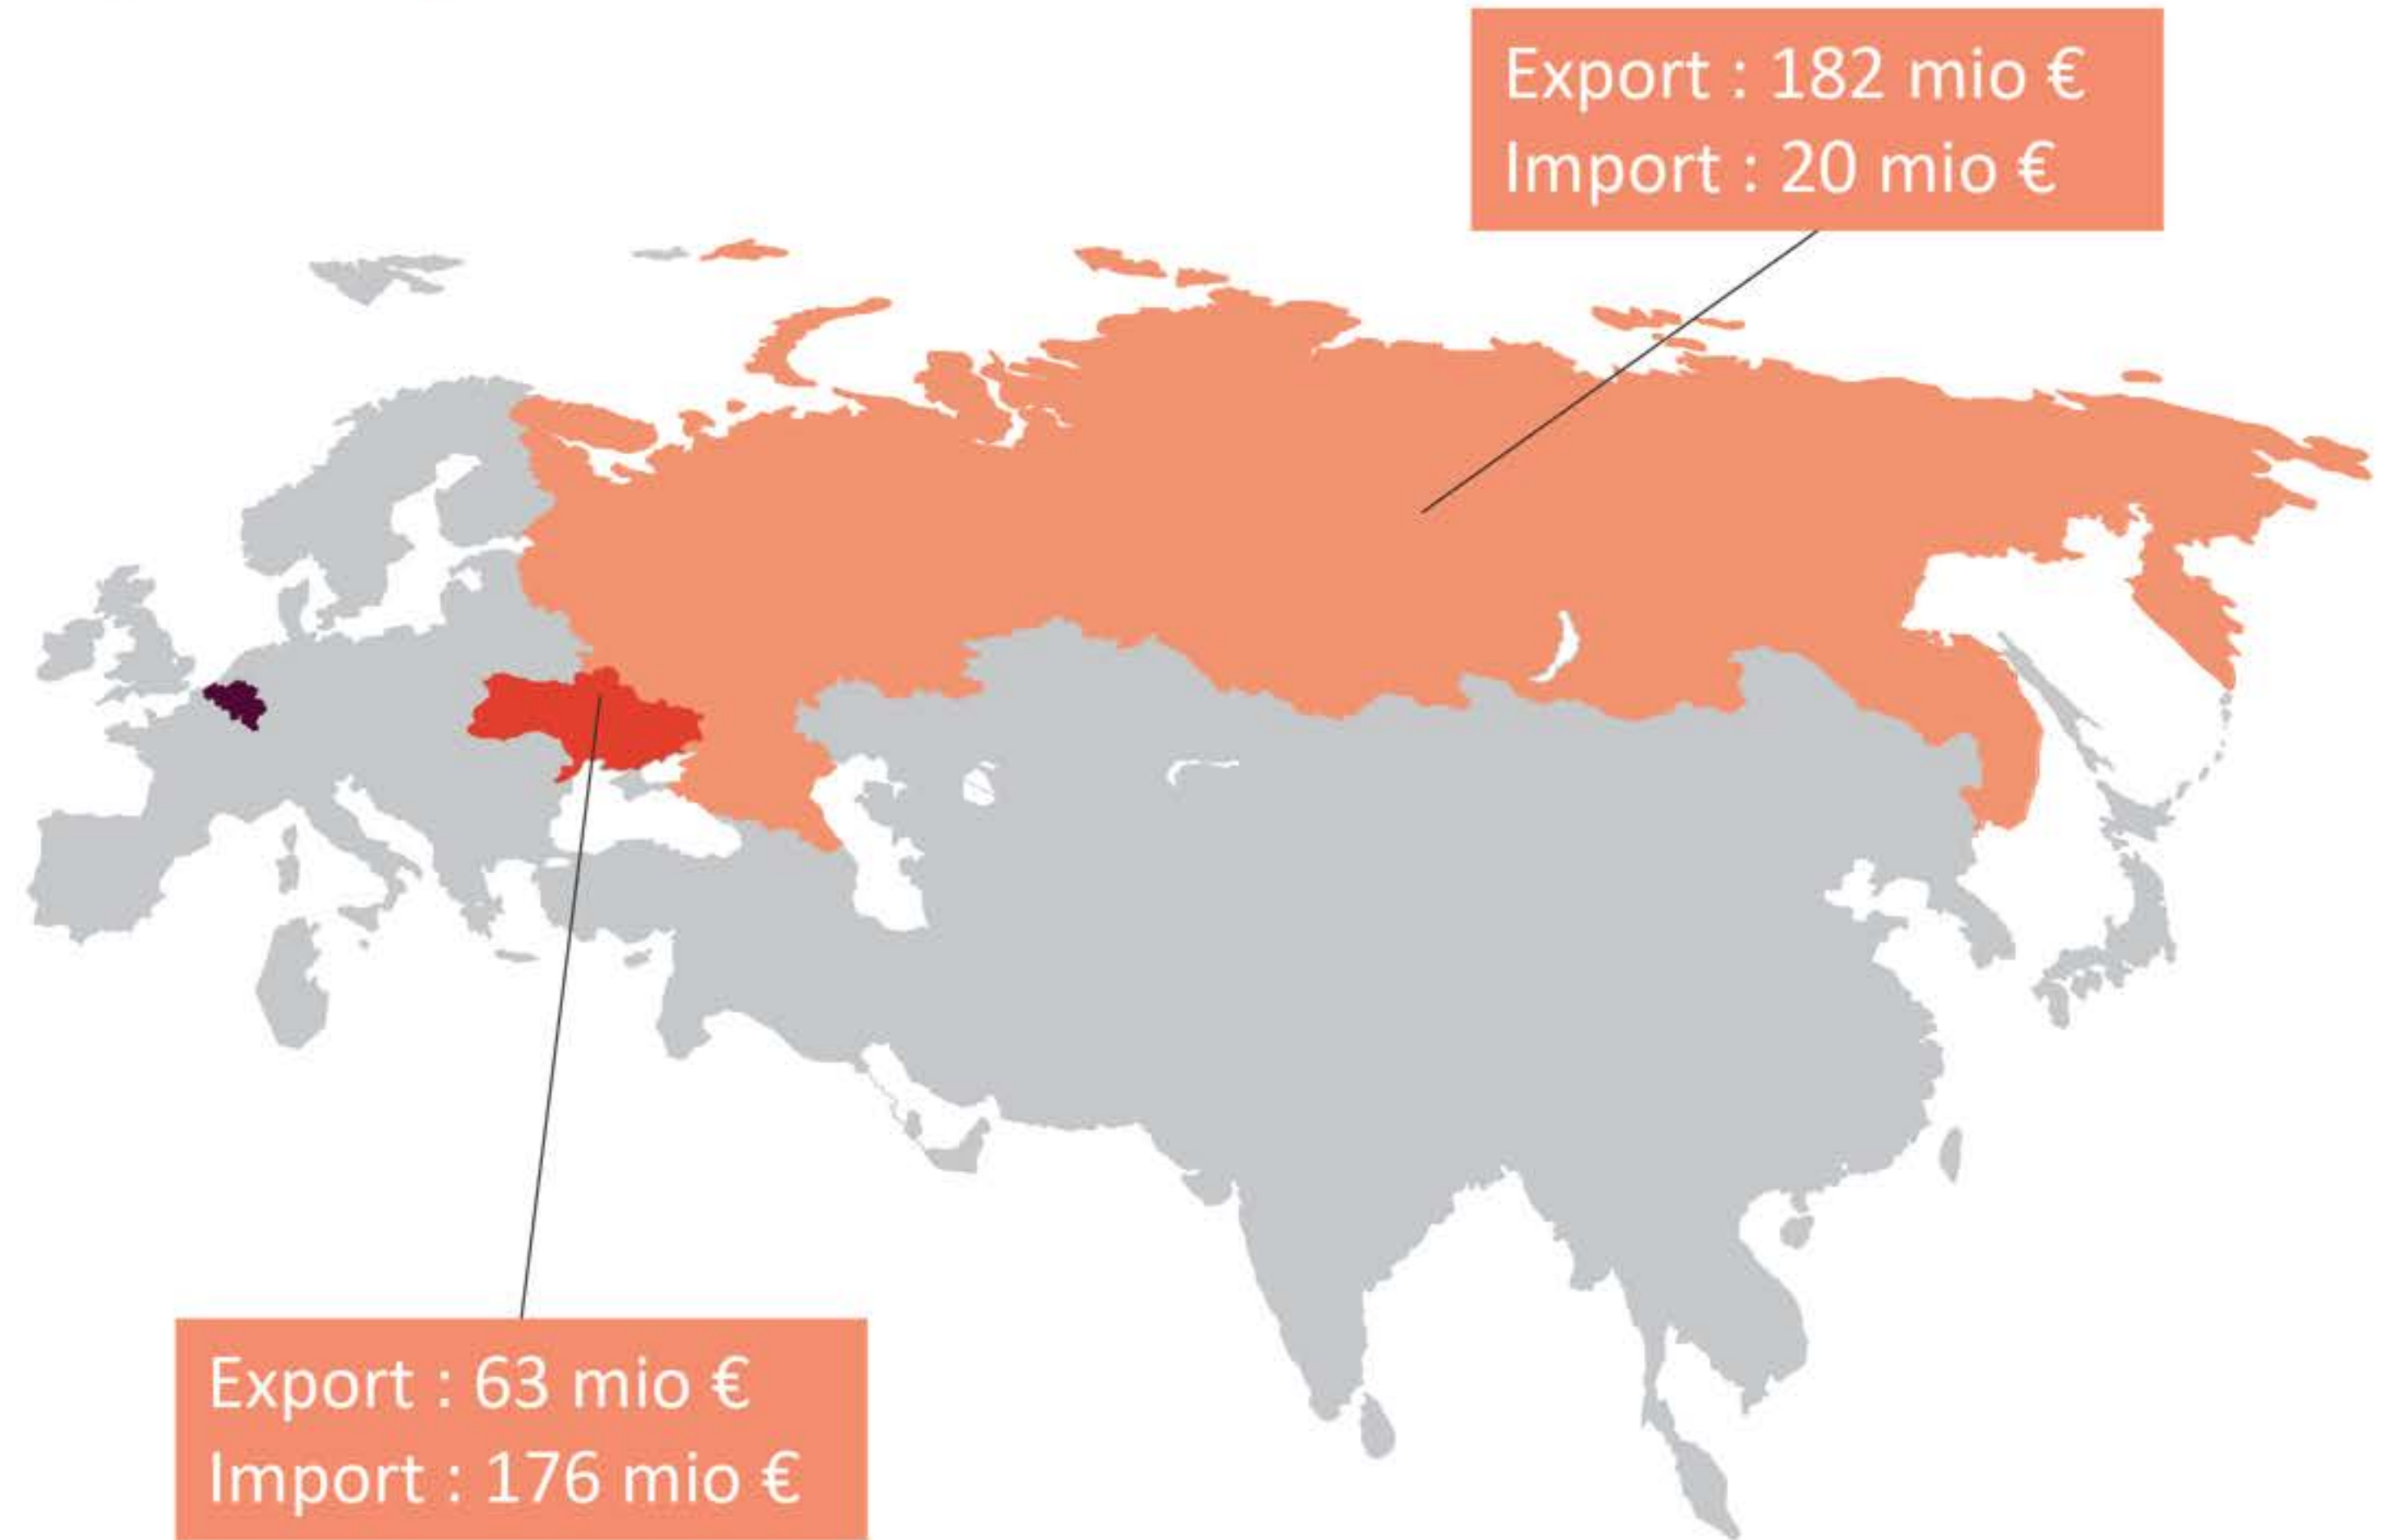 Export : 182 mio €
Import : 20 mio €
Export : 63 mio €
Import : 176 mio €